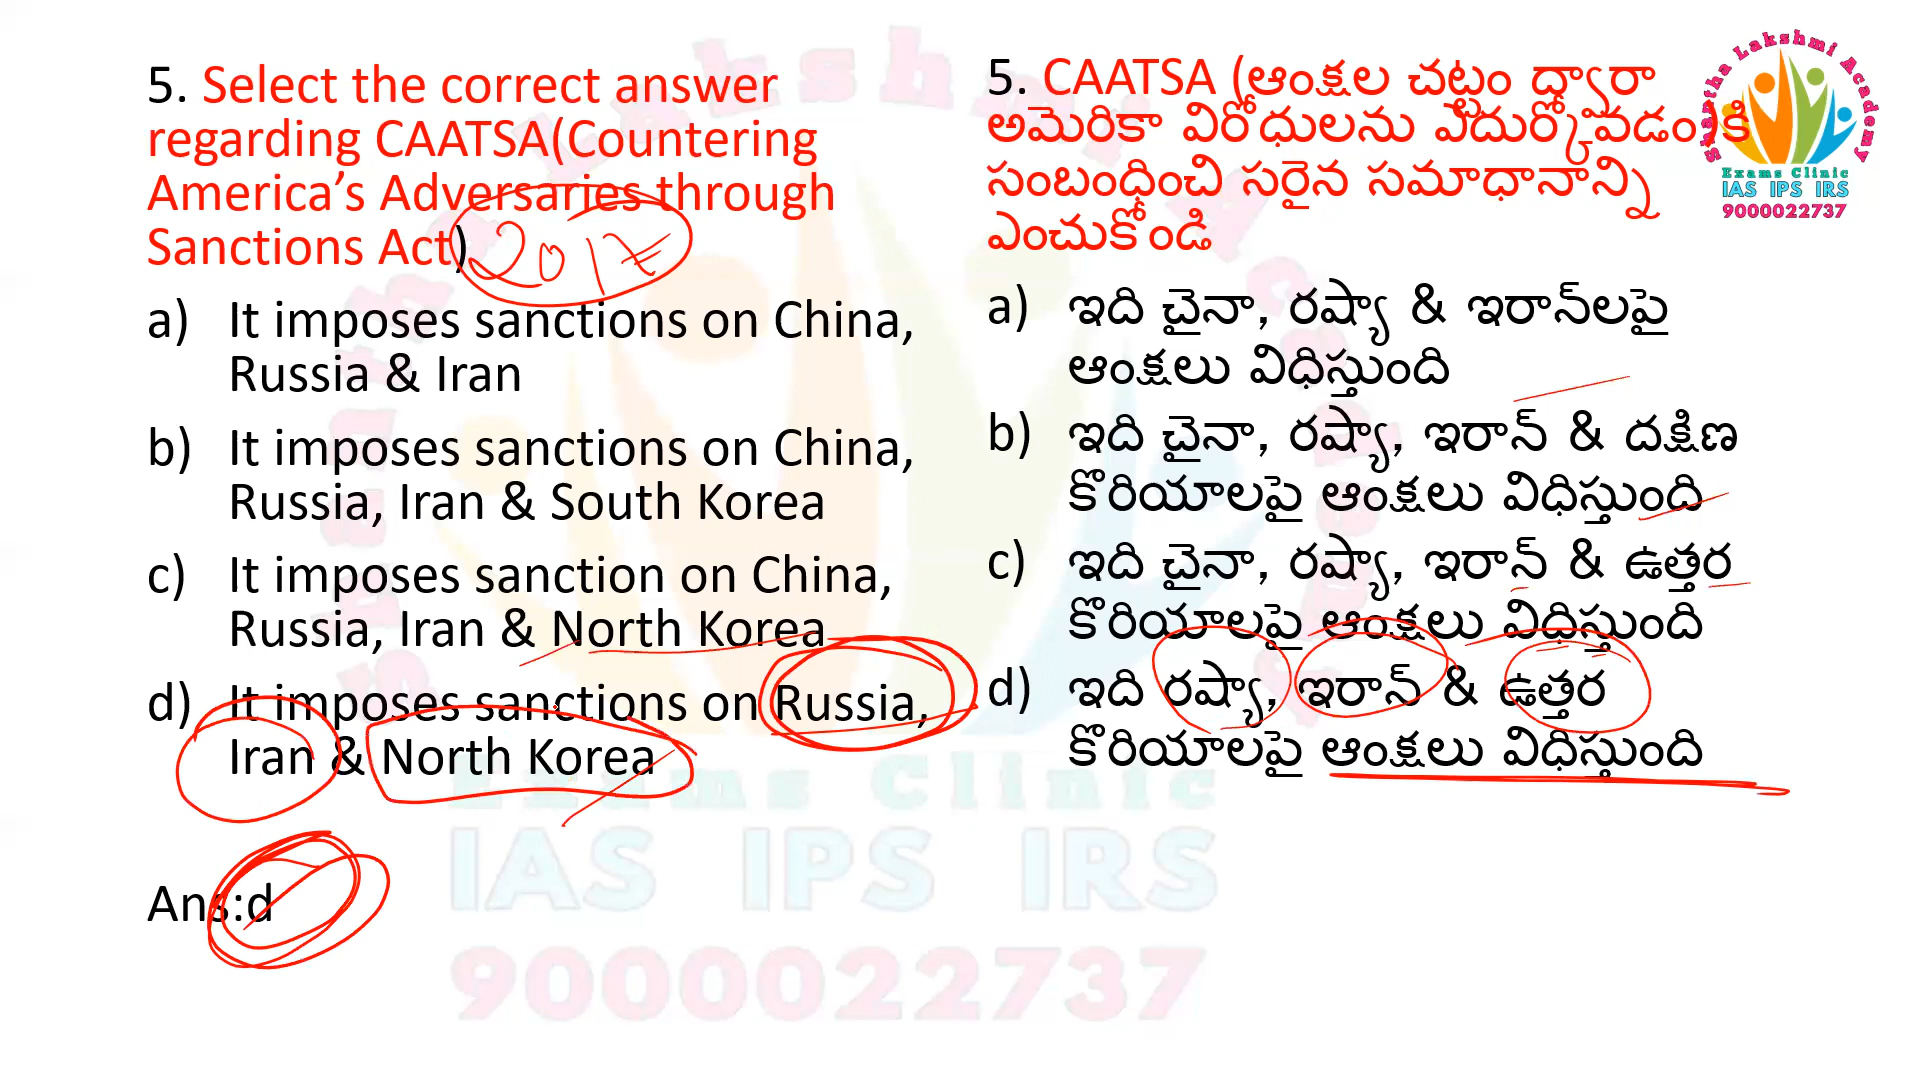 5. Select the correct answer
regarding CAATSA(Countering
America’s Adversaries through
Sanctions Act)
2017
a) It imposes sanctions on China,
Russia & Iran
b) It imposes sanctions on China,
Russia, Iran & South Korea
c) It imposes sanction on China,
Russia, Iran & North Korea
d) It imposes sanctions on Russia,
Iran & North Korea
Ans:d
5. CAATSA (ఆంక్షల చట్టం ద్వారా
అమెరికా విరోధులను ఎదుర్కోవడం)కి
సంబంధించి సరైన సమాధానాన్ని
ఎంచుకోండి
a) ఇది చైనా, రష్యా & ఇరాన్‌లపై
ఆంక్షలు విధిస్తుంది
b) ఇది చైనా, రష్యా, ఇరాన్ & దక్షిణ
కొరియాలపై ఆంక్షలు విధిస్తుంది
c) ఇది చైనా, రష్యా, ఇరాన్ & ఉత్తర
కొరియాలపై ఆంక్షలు విధిస్తుంది
d) ఇది రష్యా, ఇరాన్ & ఉత్తర
కొరియాలపై ఆంక్షలు విధిస్తుంది
Shantha Lakshmi Academy
Exams Clinic
IAS IPS IRS
9000022737
Exams Clinic
IAS IPS IRS
9000022737